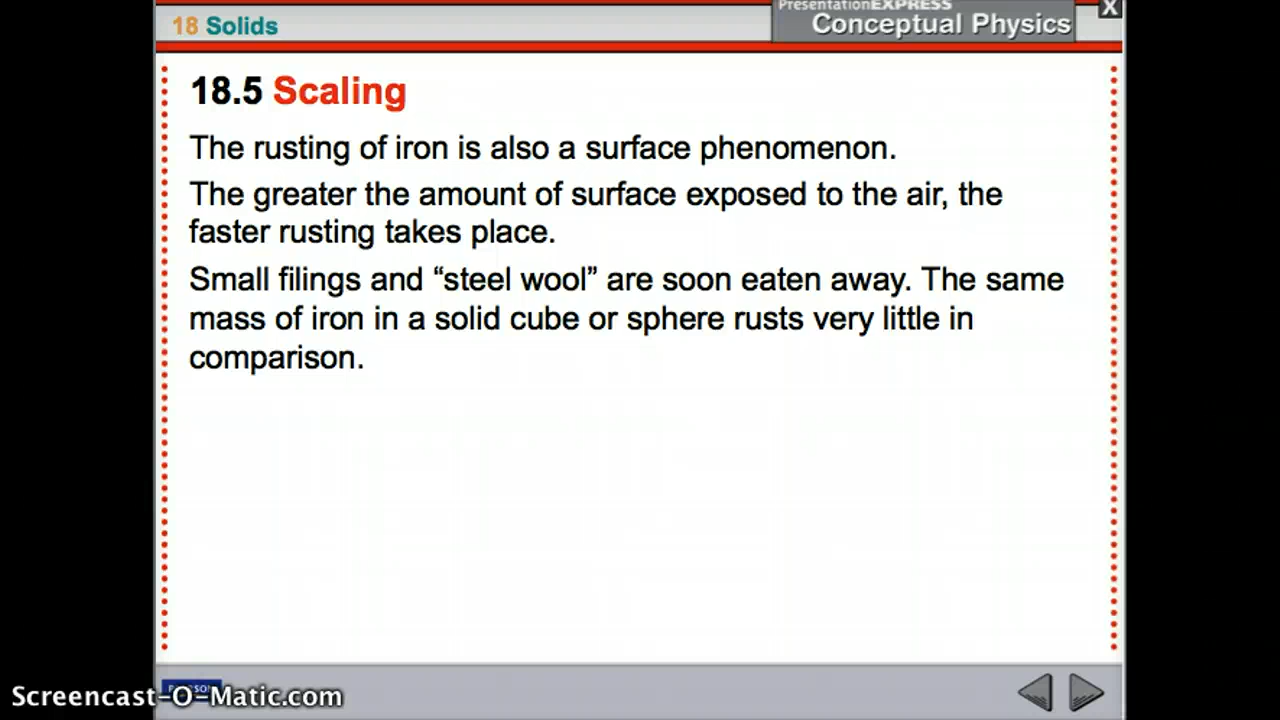 PresentationEXPRESS
X
18 Solids
Conceptual Physics
18.5 Scaling
The rusting of iron is also a surface phenomenon.
The greater the amount of surface exposed to the air, the
faster rusting takes place.
Small filings and “steel wool” are soon eaten away. The same
mass of iron in a solid cube or sphere rusts very little in
comparison.
Screencast-O-Matic.com